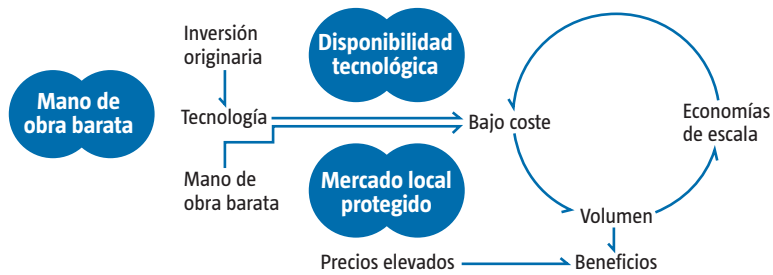 Inversión
originaria
Disponibilidad
tecnológica
Mano de
obra barata
Tecnología
Bajo coste
Economías
de escala
Mano de
obra barata
Mercado local
protegido
Volumen
Precios elevados
Beneficios